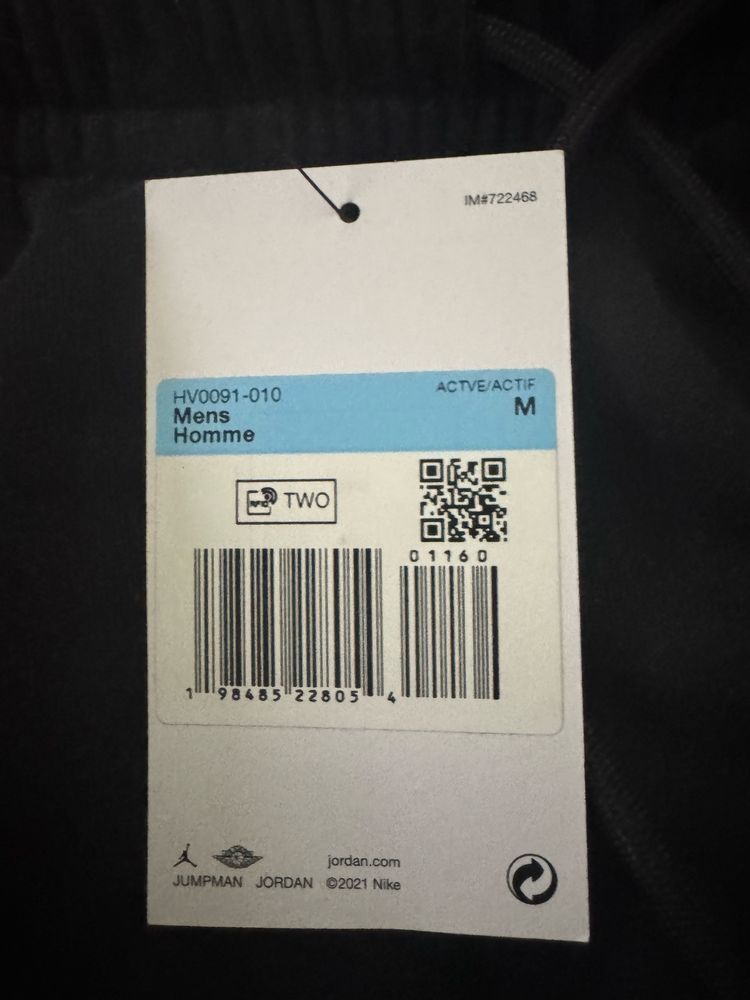 IM#722468
HV0091-010
ACTVE/ACTIF
Mens
M
Homme
RFID TWO
01160
1 98485 22805 4
jordan.com
JUMPMAN JORDAN ©2021 Nike